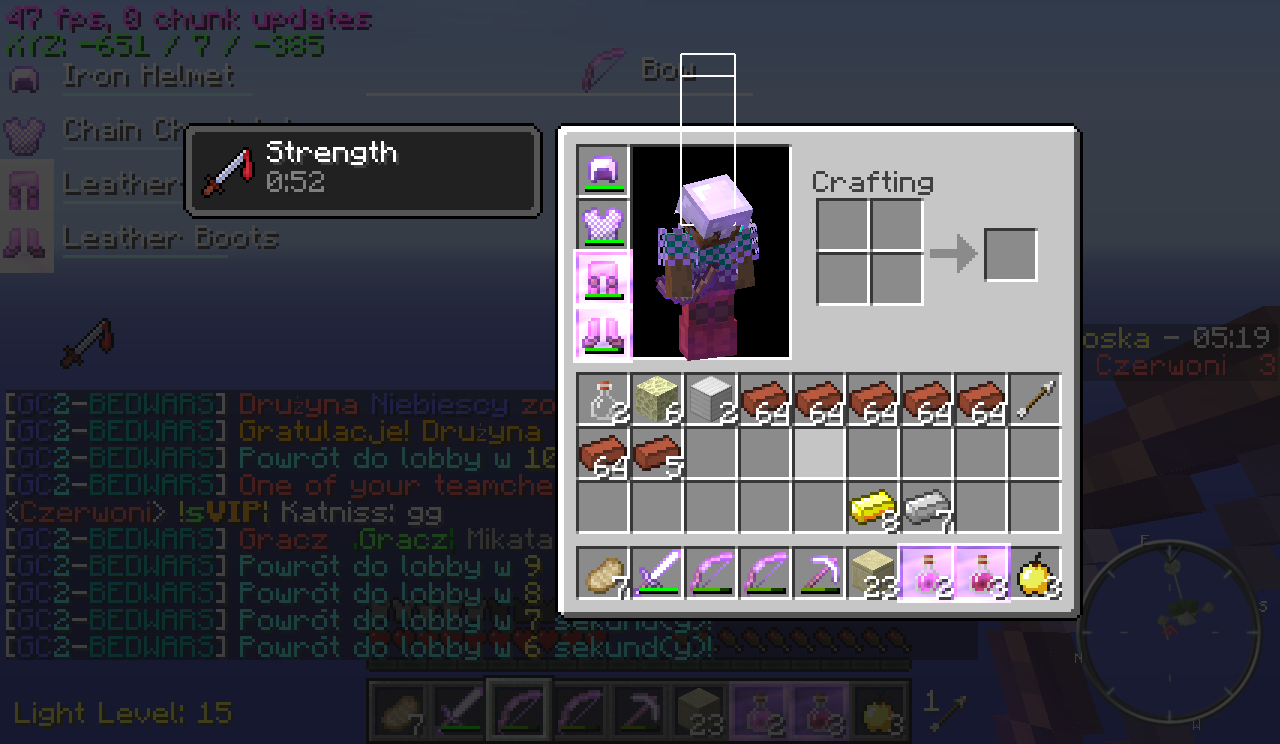 47 fps, 0 chunk updates
XYZ: -651 / 7 / -385
Iron Helmet
Bow
Chain
Strength
0:52
Leather
Leather Boots
Crafting
oska - 05:19
Czerwoni 3
2 6 2 64 64 64 64 64
64 5
8 7
7 23 2 3 3
[GC2-BEDWARS] Drużyna Niebiescy zo
[GC2-BEDWARS] Gratulacje! Drużyna
[GC2-BEDWARS] Powrót do lobby w 10
[GC2-BEDWARS] One of your teamche
<Czerwoni> !sVIP| Katniss: gg
[GC2-BEDWARS] Gracz .Gracz| Mikata
[GC2-BEDWARS] Powrót do lobby w 9
[GC2-BEDWARS] Powrót do lobby w 8
[GC2-BEDWARS] Powrót do lobby w 7 sekund(y)!
[GC2-BEDWARS] Powrót do lobby w 6 sekund(y)!
Light Level: 15
7 23 2 3 3
1
E
S
N
W